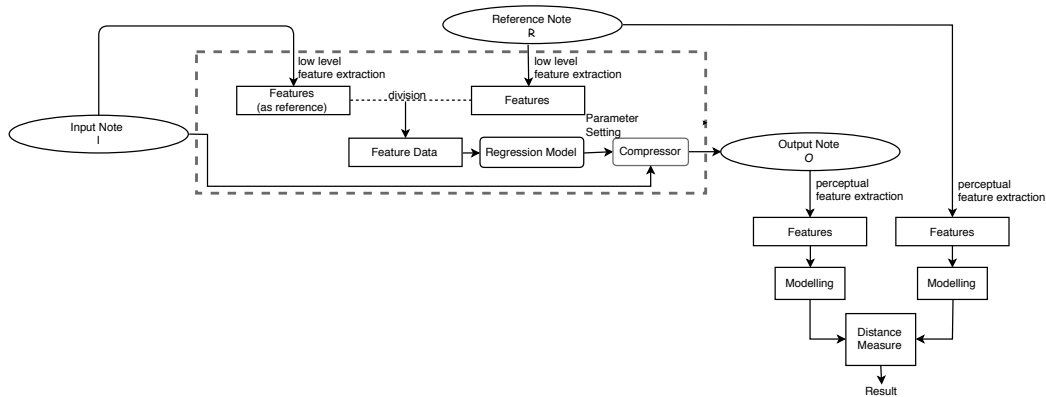 Reference Note
R
low level
feature extraction
low level
feature extraction
Features
(as reference)
division
Features
Parameter
Setting
Input Note
I
Feature Data
Regression Model
Compressor
Output Note
O
perceptual
feature extraction
perceptual
feature extraction
Features
Features
Modelling
Modelling
Distance
Measure
Result